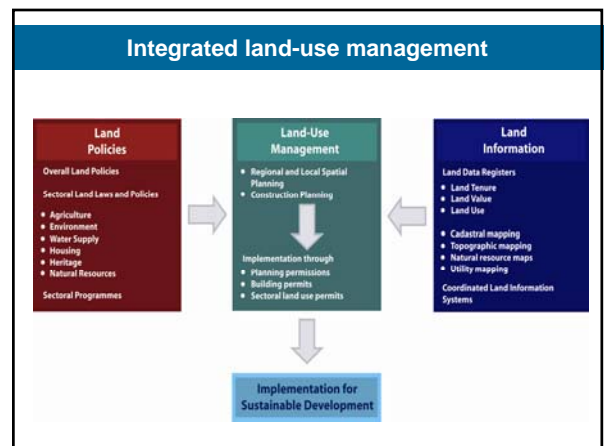 Integrated land-use management
Land
Policies
Overall Land Policies
Sectoral Land Laws and Policies
• Agriculture
• Environment
• Water Supply
• Housing
• Heritage
• Natural Resources
Sectoral Programmes
Land-Use
Management
• Regional and Local Spatial
Planning
• Construction Planning
Implementation through
• Planning permissions
• Building permits
• Sectoral land use permits
Land
Information
Land Data Registers
• Land Tenure
• Land Value
• Land Use
• Cadastral mapping
• Topographic mapping
• Natural resource maps
• Utility mapping
Coordinated Land Information
Systems
Implementation for
Sustainable Development